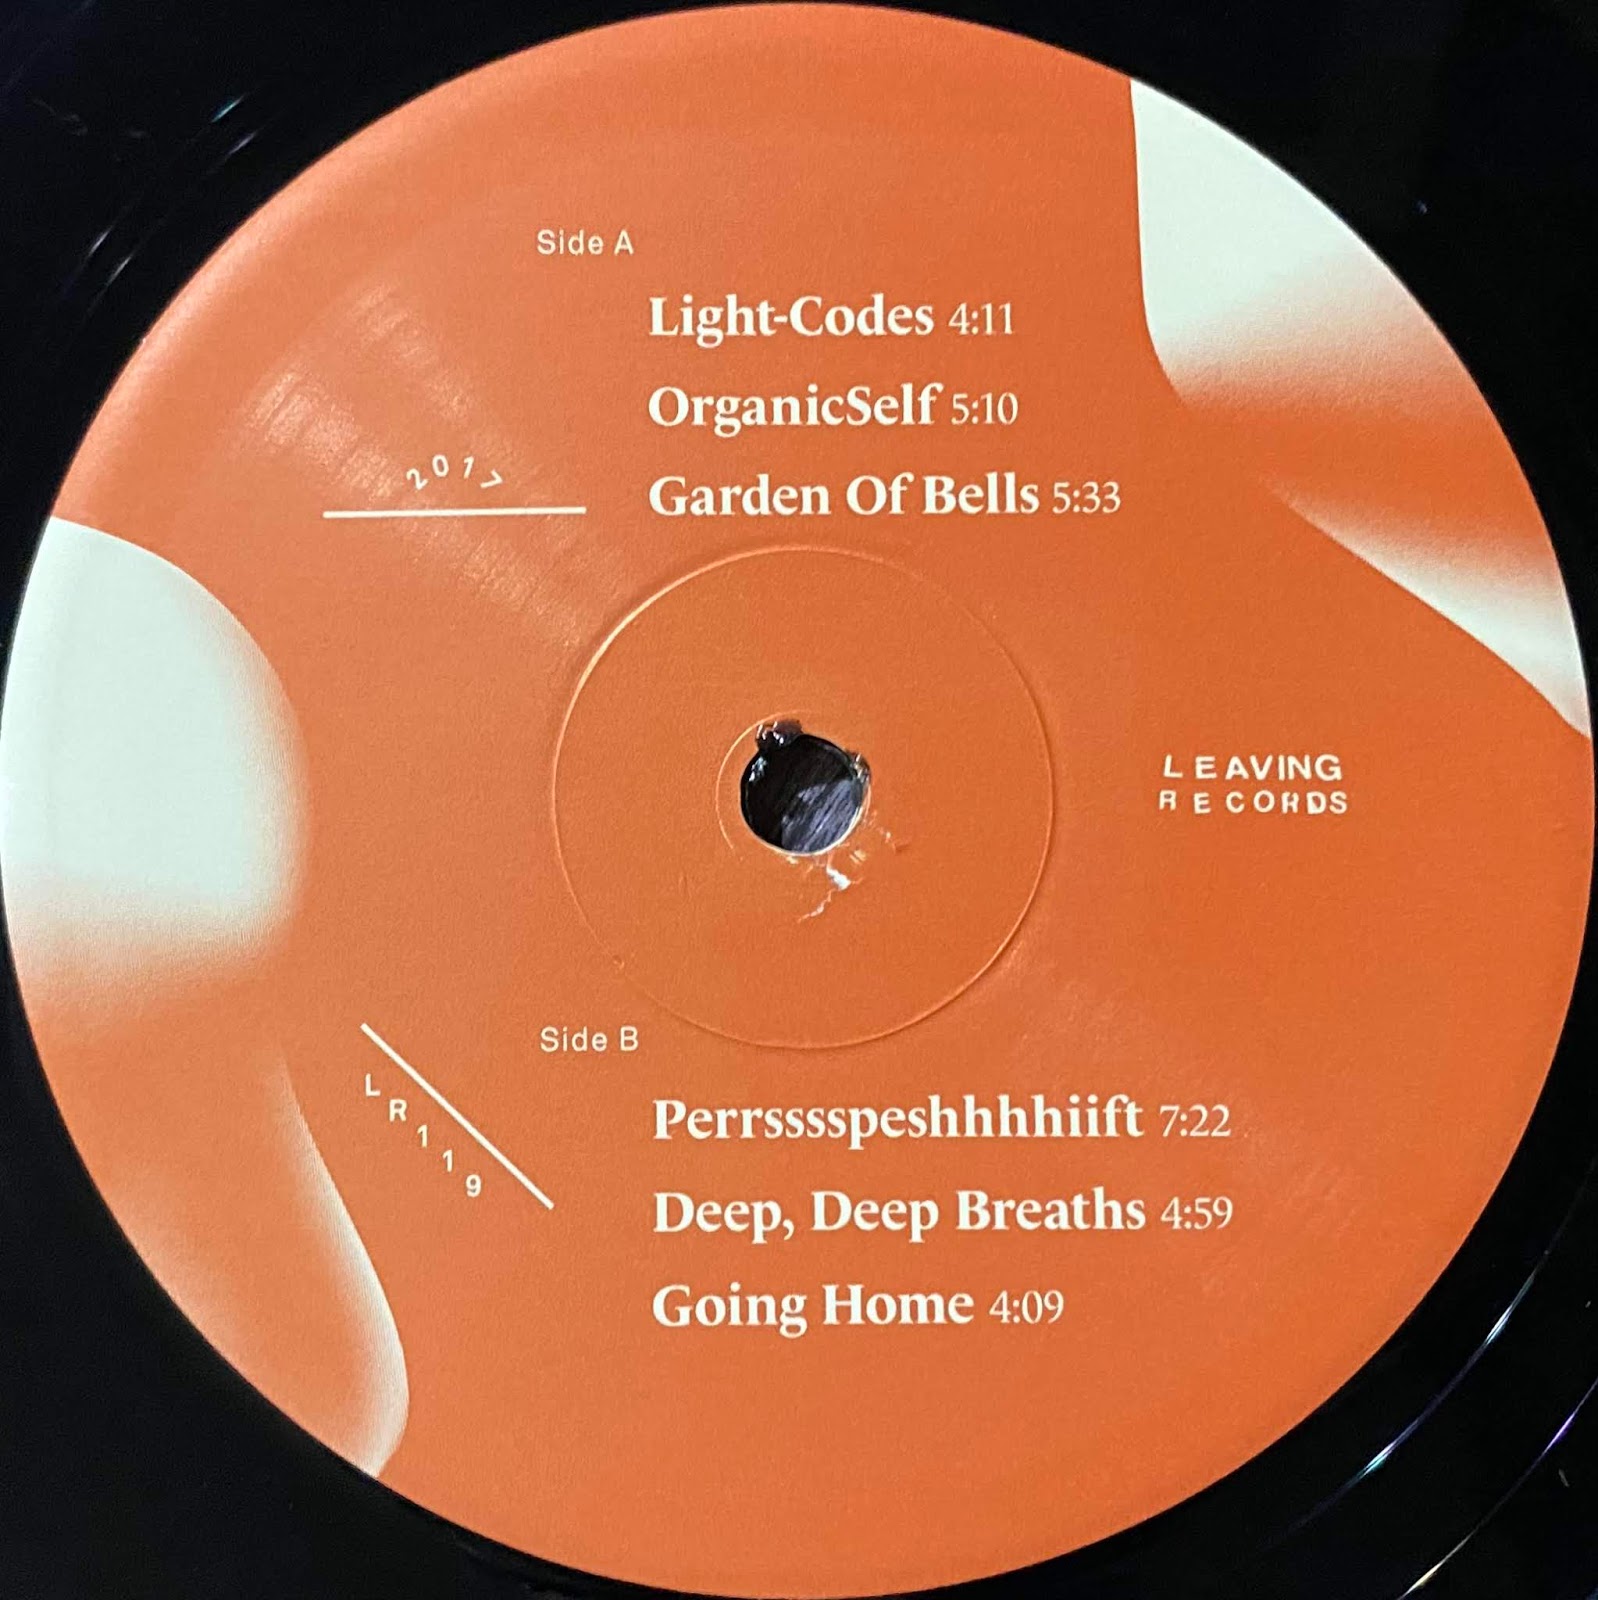 Side A
Light-Codes 4:11
OrganicSelf 5:10
Garden Of Bells 5:33
2017
LEAVING
RECORDS
Side B
Perrssssspeshhhhiift 7:22
Deep, Deep Breaths 4:59
Going Home 4:09
LR119